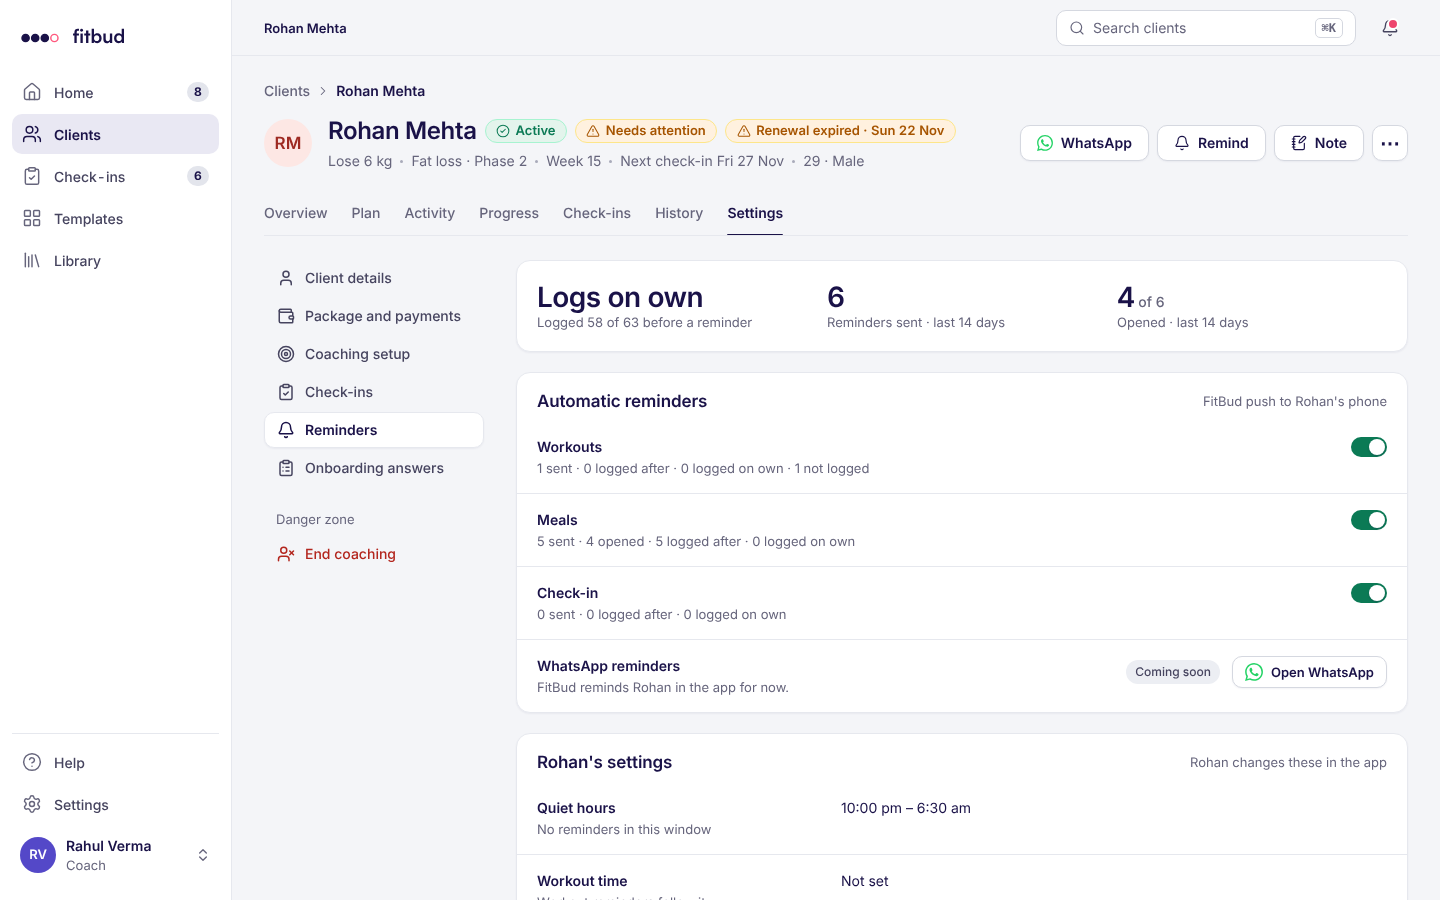 fitbud
Rohan Mehta
Search clients
⌘K
Home
8
Clients
Check-ins
6
Templates
Library
Help
Settings
RV
Rahul Verma
Coach
Clients > Rohan Mehta
RM
Rohan Mehta
Active
Needs attention
Renewal expired · Sun 22 Nov
Lose 6 kg • Fat loss · Phase 2 • Week 15 • Next check-in Fri 27 Nov • 29 · Male
WhatsApp
Remind
Note
Overview
Plan
Activity
Progress
Check-ins
History
Settings
Client details
Package and payments
Coaching setup
Check-ins
Reminders
Onboarding answers
Danger zone
End coaching
Logs on own
Logged 58 of 63 before a reminder
6
Reminders sent · last 14 days
4 of 6
Opened · last 14 days
Automatic reminders
FitBud push to Rohan's phone
Workouts
1 sent · 0 logged after · 0 logged on own · 1 not logged
Meals
5 sent · 4 opened · 5 logged after · 0 logged on own
Check-in
0 sent · 0 logged after · 0 logged on own
WhatsApp reminders
FitBud reminds Rohan in the app for now.
Coming soon
Open WhatsApp
Rohan's settings
Rohan changes these in the app
Quiet hours
No reminders in this window
10:00 pm – 6:30 am
Workout time
Not set